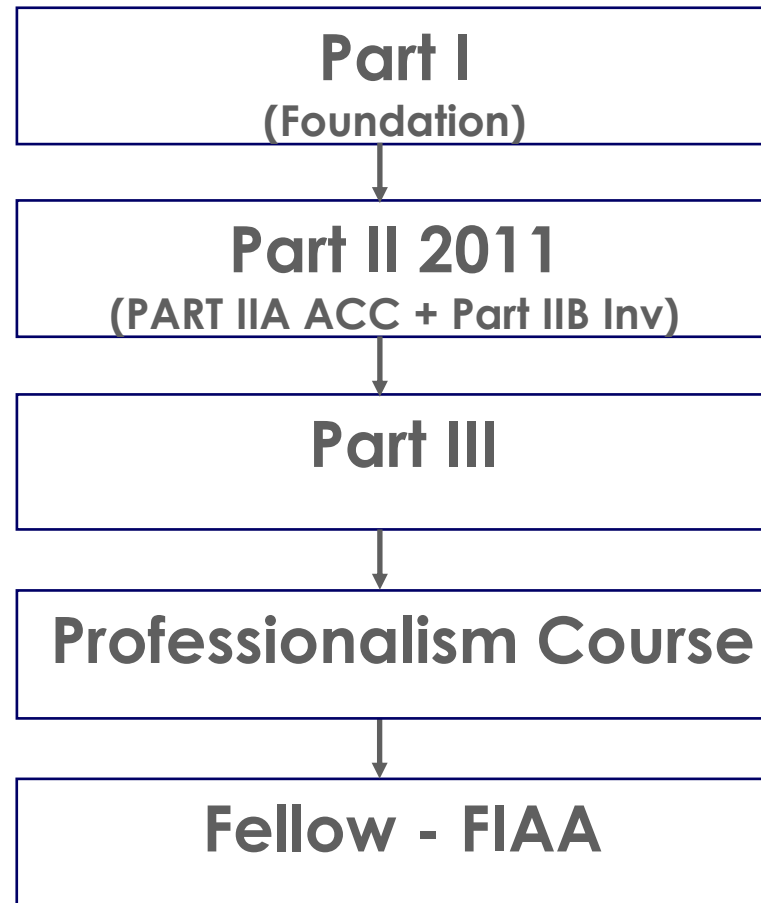 Part I
(Foundation)
Part II 2011
(PART IIA ACC + Part IIB Inv)
Part III
Professionalism Course
Fellow - FIAA